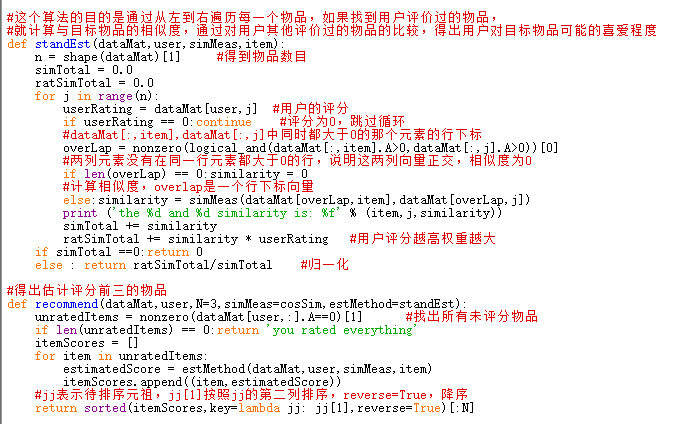 #这个算法的目的是通过从左到右遍历每一个物品，如果找到用户评价过的物品，
#就计算与目标物品的相似度，通过对用户其他评价过的物品的比较，得出用户对目标物品可能的喜爱程度
def standEst(dataMat,user,simMeas,item):
    n = shape(dataMat)[1]    #得到物品数目
    simTotal = 0.0
    ratSimTotal = 0.0
    for j in range(n):
        userRating = dataMat[user,j]  #用户的评分
        if userRating == 0:continue    #评分为0，跳过循环
        #dataMat[:,item],dataMat[:,j]中同时都大于0的那个元素的行下标
        overLap = nonzero(logical_and(dataMat[:,item].A>0,dataMat[:,j].A>0))[0]
        #两列元素没有在同一行元素都大于0的行，说明这两列向量正交，相似度为0
        if len(overLap) == 0:similarity = 0
        #计算相似度，overlap是一个行下标向量
        else:similarity = simMeas(dataMat[overLap,item],dataMat[overLap,j])
        print ('the %d and %d similarity is: %f' % (item,j,similarity))
        simTotal += similarity
        ratSimTotal += similarity * userRating   #用户评分越高权重越大
    if simTotal ==0:return 0
    else : return ratSimTotal/simTotal    #归一化
#得出估计评分前三的物品
def recommend(dataMat,user,N=3,simMeas=cosSim,estMethod=standEst):
    unratedItems = nonzero(dataMat[user,:].A==0)[1]     #找出所有未评分物品
    if len(unratedItems) == 0:return 'you rated everything'
    itemScores = []
    for item in unratedItems:
        estimatedScore = estMethod(dataMat,user,simMeas,item)
        itemScores.append((item,estimatedScore))
    #jj表示待排序元祖，jj[1]按照jj的第二列排序，reverse=True，降序
    return sorted(itemScores,key=lambda jj: jj[1],reverse=True)[:N]